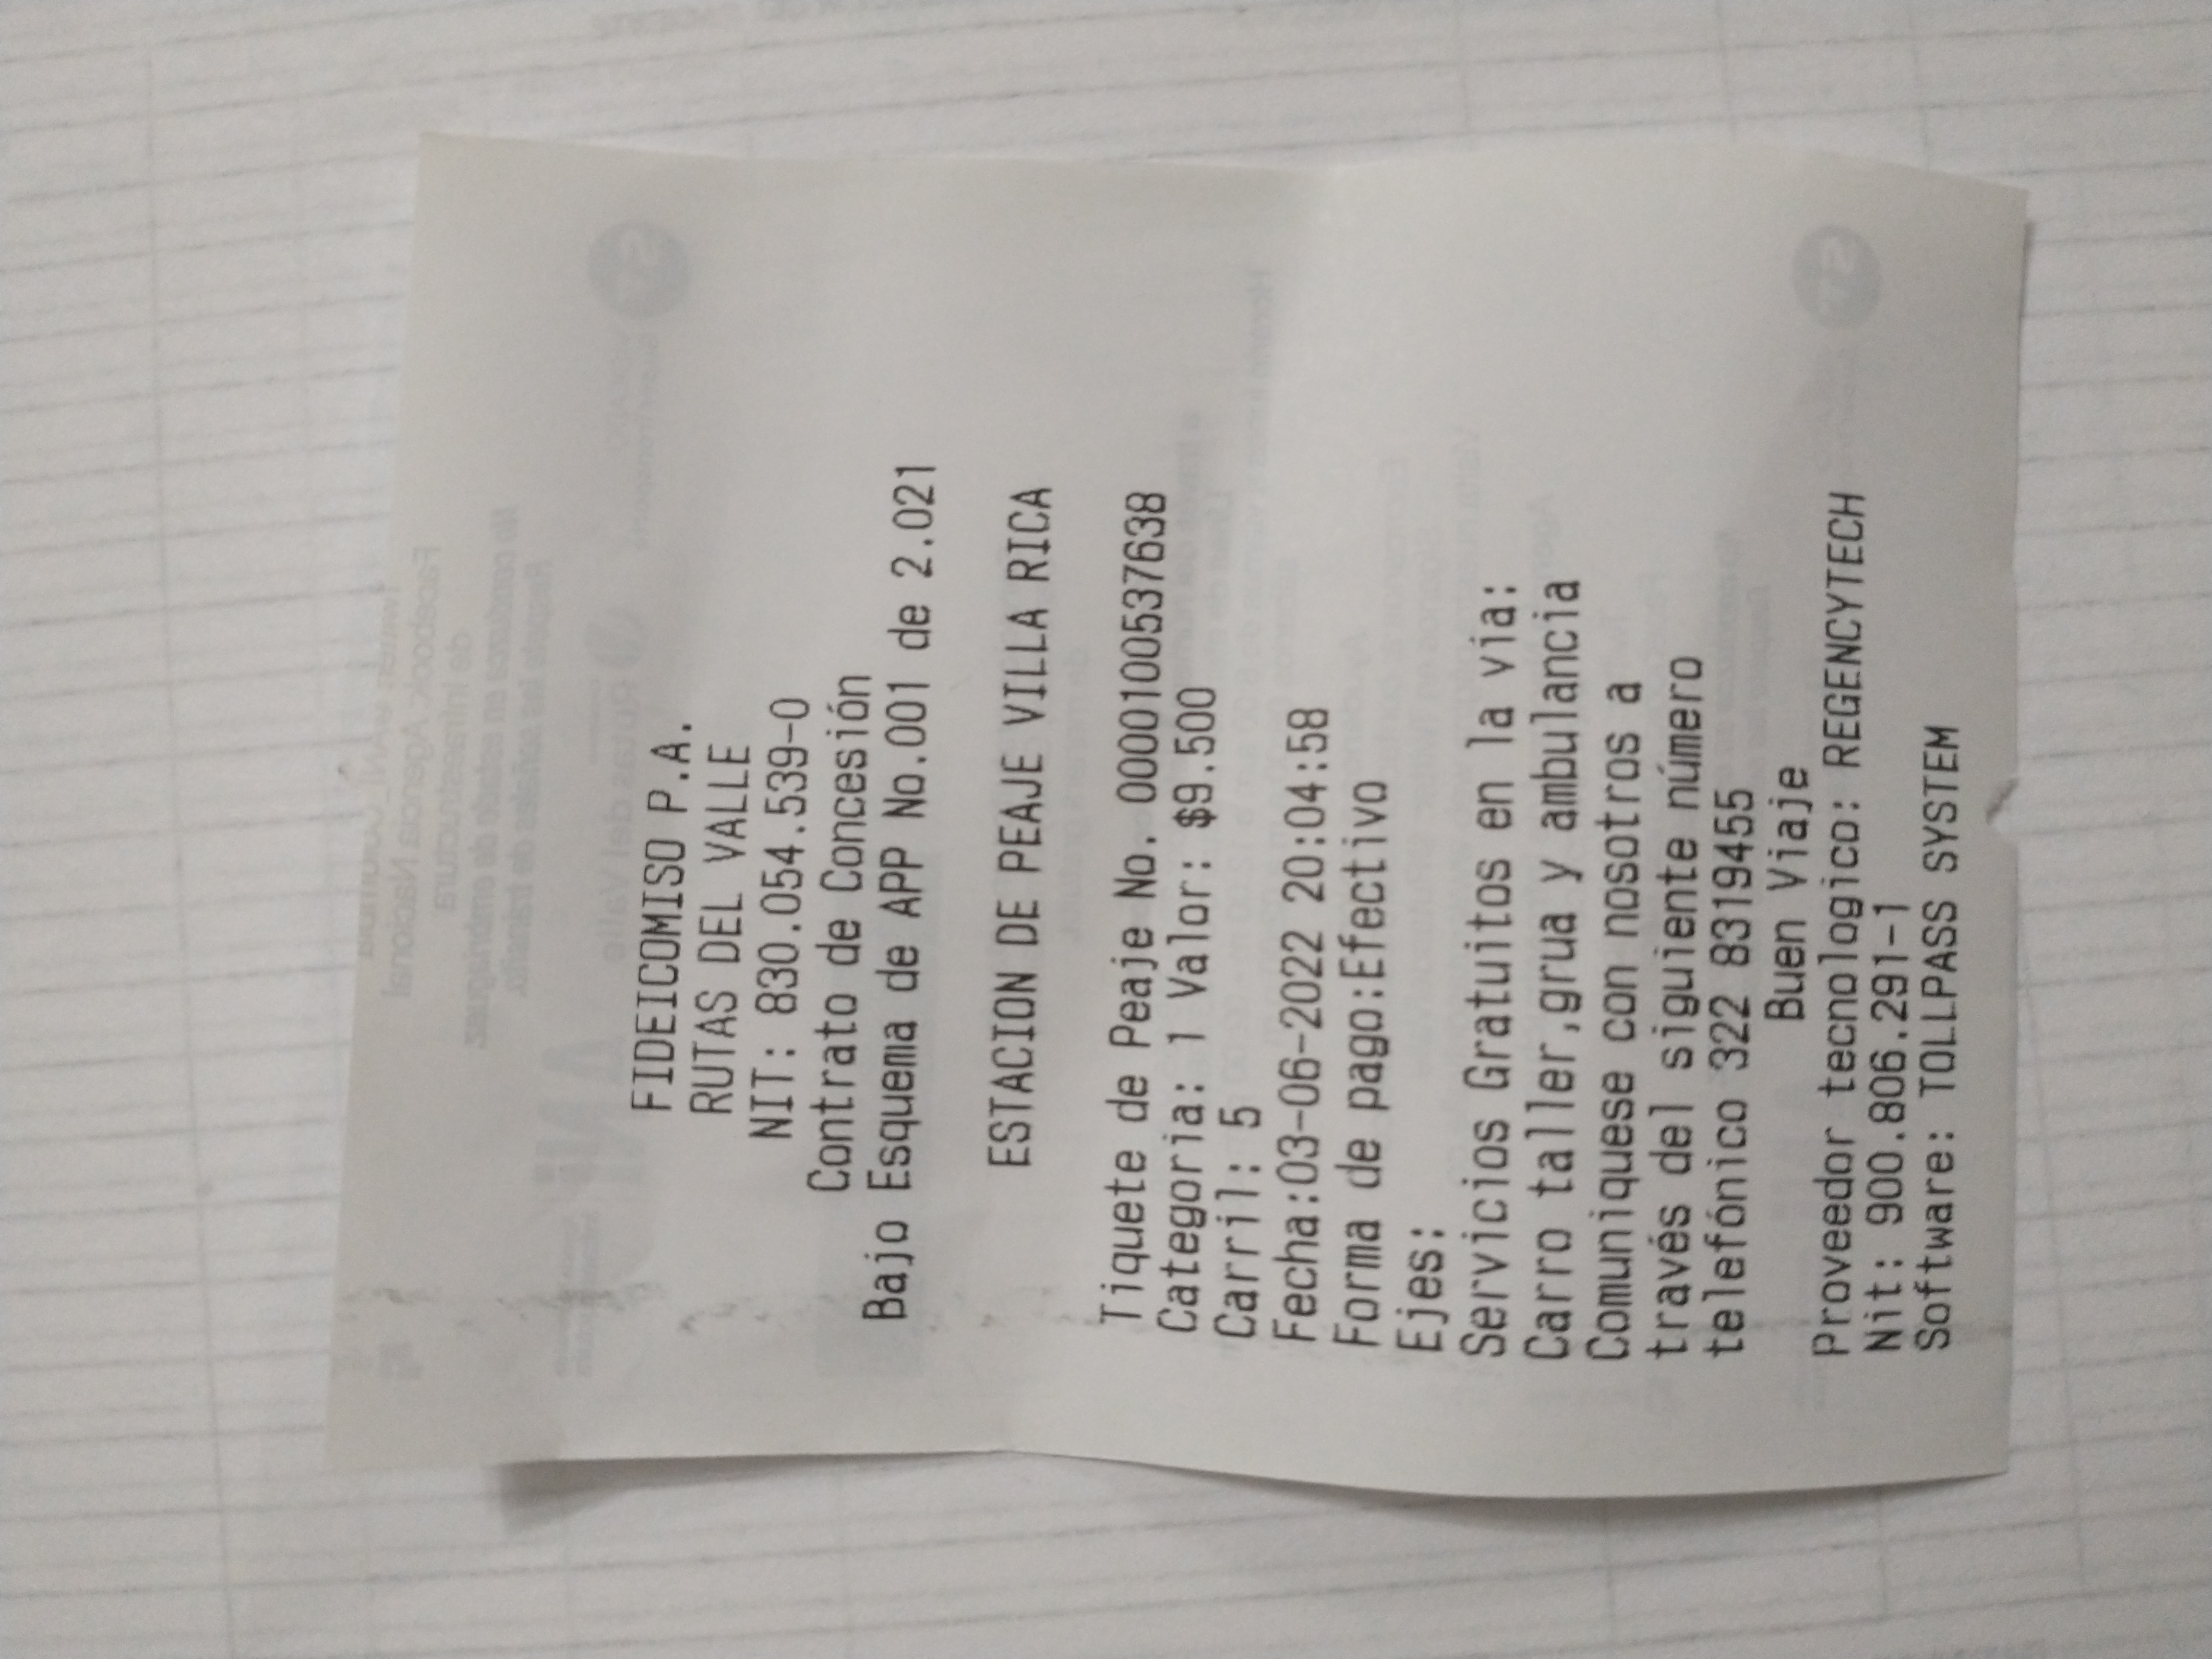 FIDEICOMISO P.A.
RUTAS DEL VALLE
NIT: 830.054.539-0
Contrato de Concesión
Bajo Esquema de APP No.001 de 2.021
ESTACION DE PEAJE VILLA RICA
Tiquete de Peaje No. 0000100537638
Categoria: 1 Valor: $9.500
Carril: 5
Fecha:03-06-2022 20:04:58
Forma de pago:Efectivo
Ejes:
Servicios Gratuitos en la via:
Carro taller,grua y ambulancia
Comuniquese con nosotros a
través del siguiente número
telefónico 322 8319455
Buen Viaje
Proveedor tecnologico: REGENCYTECH
Nit: 900.806.291-1
Software: TOLLPASS SYSTEM